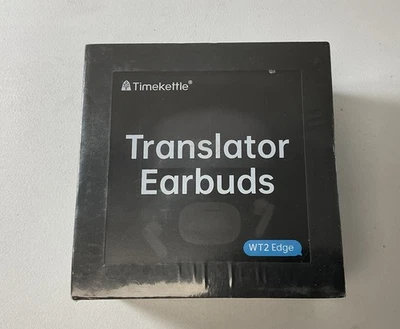 Timekettle®
Translator
Earbuds
WT2 Edge